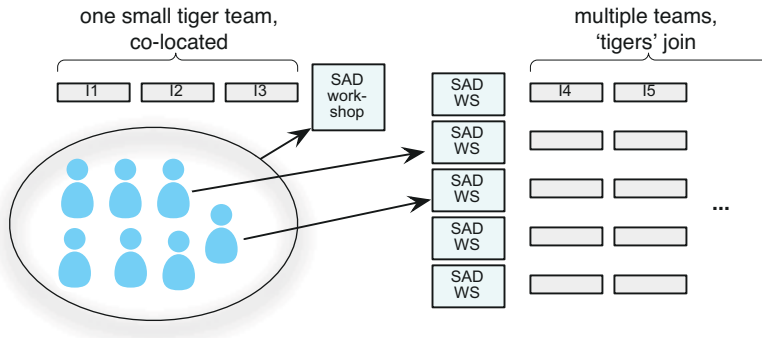 one small tiger team,
co-located
multiple teams,
‘tigers’ join
I1 I2 I3
SAD
work-
shop
SAD
WS
I4 I5
SAD
WS
SAD
WS
...
SAD
WS
SAD
WS